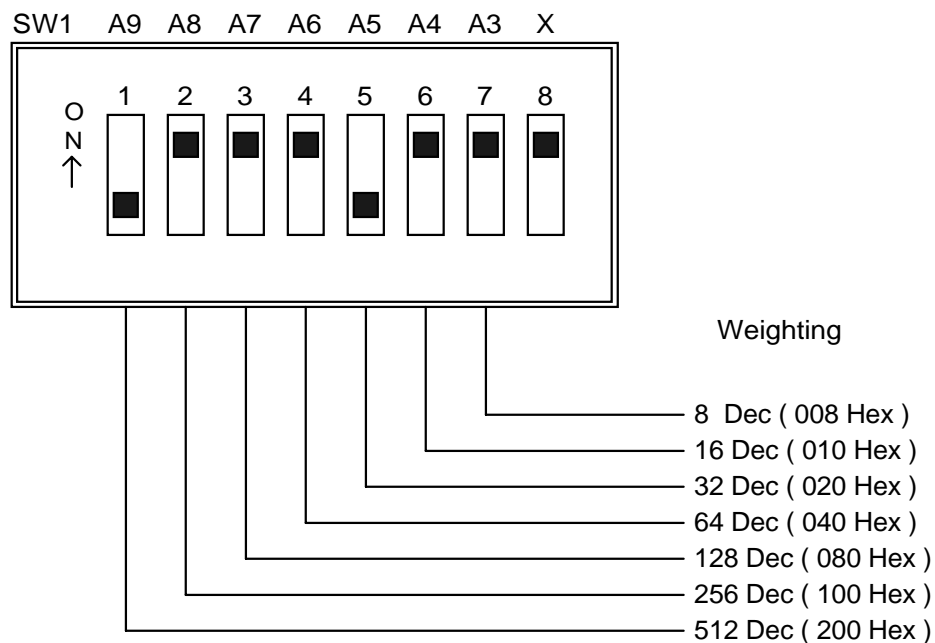 SW1 A9 A8 A7 A6 A5 A4 A3 X
1 2 3 4 5 6 7 8
O
N
Weighting
8 Dec ( 008 Hex )
16 Dec ( 010 Hex )
32 Dec ( 020 Hex )
64 Dec ( 040 Hex )
128 Dec ( 080 Hex )
256 Dec ( 100 Hex )
512 Dec ( 200 Hex )